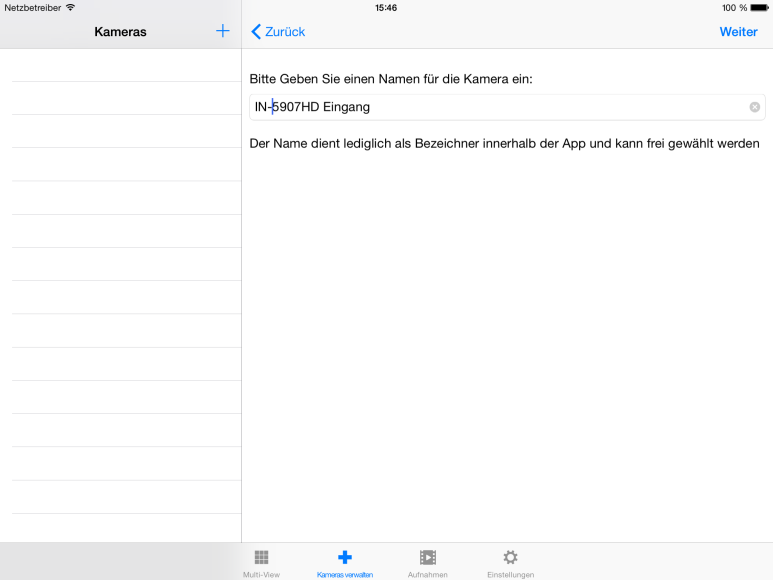 Netzbetreiber 15:46 100 %
Kameras + Zurück Weiter
Bitte Geben Sie einen Namen für die Kamera ein:
IN-5907HD Eingang
Der Name dient lediglich als Bezeichner innerhalb der App und kann frei gewählt werden
Multi-View Kameras verwalten Aufnahmen Einstellungen